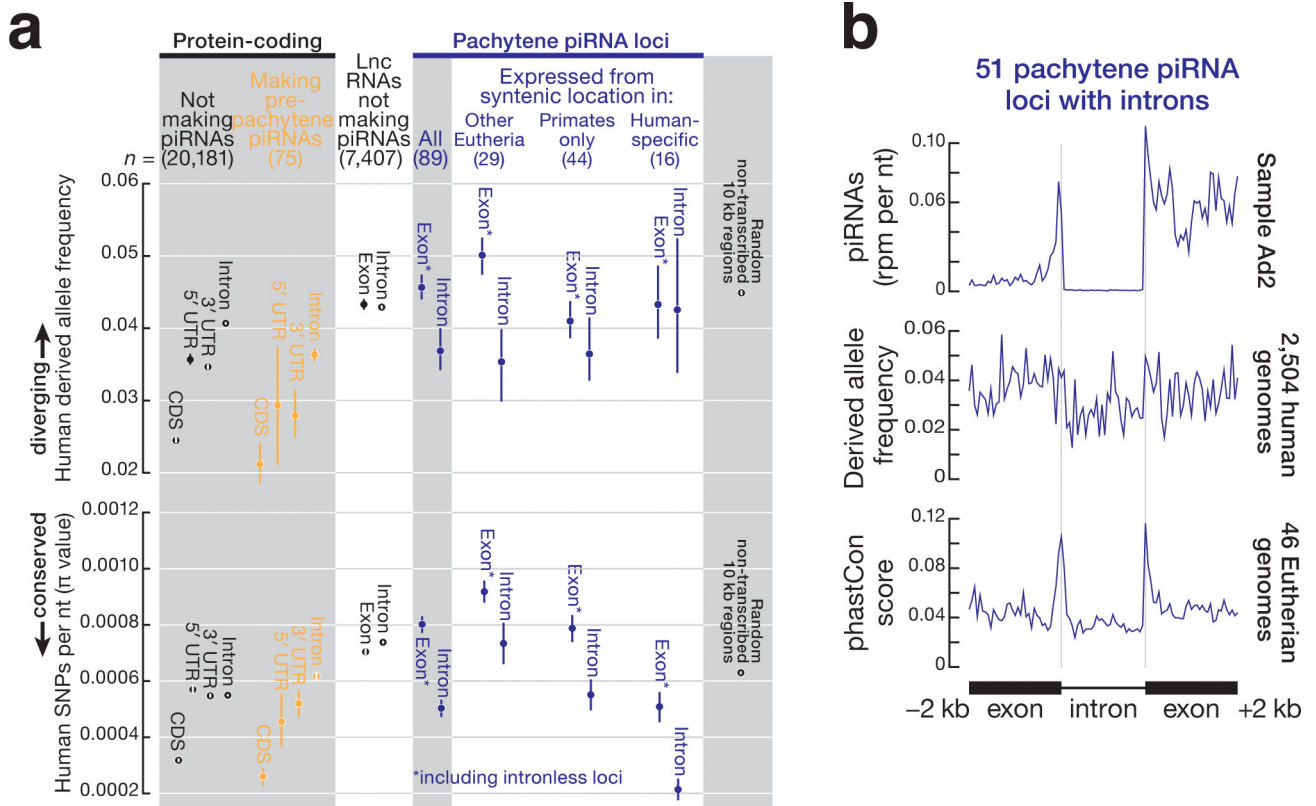 a
Protein-coding
Pachytene piRNA loci
Not
making
piRNAs
(20,181)
Making
pre-
pachytene
piRNAs
(75)
Lnc
RNAs
not
making
piRNAs
(7,407)
All
(89)
Expressed from
syntenic location in:
Other
Eutheria
(29)
Primates
only
(44)
Human-
specific
(16)
n =
Random
non-transcribed
10 kb regions
diverging
Human derived allele frequency
0.06
0.05
0.04
0.03
0.02
CDS
5′ UTR
3′ UTR
Intron
CDS
5′ UTR
3′ UTR
Intron
Exon
Intron
Exon*
Intron
Exon*
Intron
Exon*
Intron
Exon*
Intron
conserved
Human SNPs per nt (π value)
0.0012
0.0010
0.0008
0.0006
0.0004
0.0002
CDS
5′ UTR
3′ UTR
Intron
CDS
5′ UTR
3′ UTR
Intron
Exon
Intron
Exon*
Intron
Exon*
Intron
Exon*
Intron
Exon*
Intron
Random
non-transcribed
10 kb regions
*including intronless loci
b
51 pachytene piRNA
loci with introns
piRNAs
(rpm per nt)
0.10
0.06
0
Sample Ad2
Derived allele
frequency
0.06
0.04
0.02
0
2,504 human
genomes
phastCon
score
0.12
0.08
0.04
0
46 Eutherian
genomes
−2 kb exon intron exon +2 kb